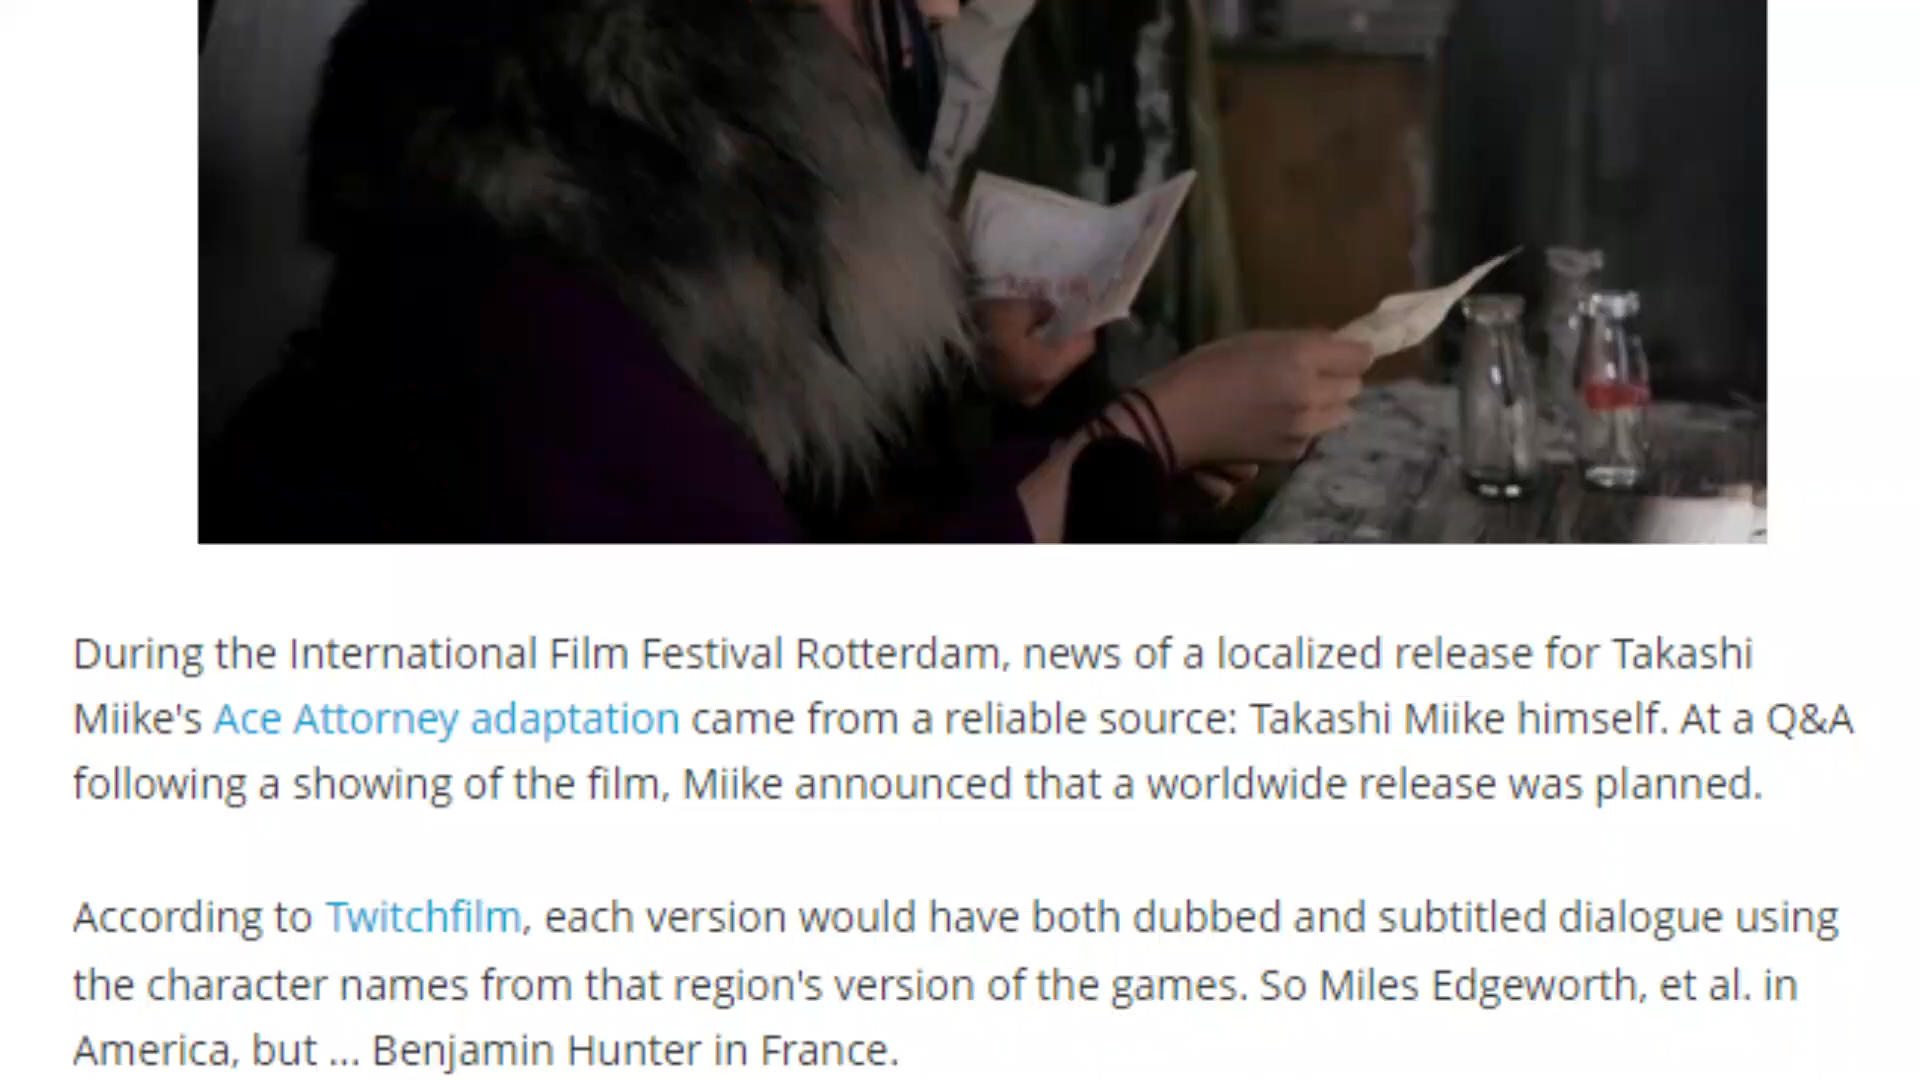 During the International Film Festival Rotterdam, news of a localized release for Takashi
Miike's Ace Attorney adaptation came from a reliable source: Takashi Miike himself. At a Q&A
following a showing of the film, Miike announced that a worldwide release was planned.
According to Twitchfilm, each version would have both dubbed and subtitled dialogue using
the character names from that region's version of the games. So Miles Edgeworth, et al. in
America, but ... Benjamin Hunter in France.